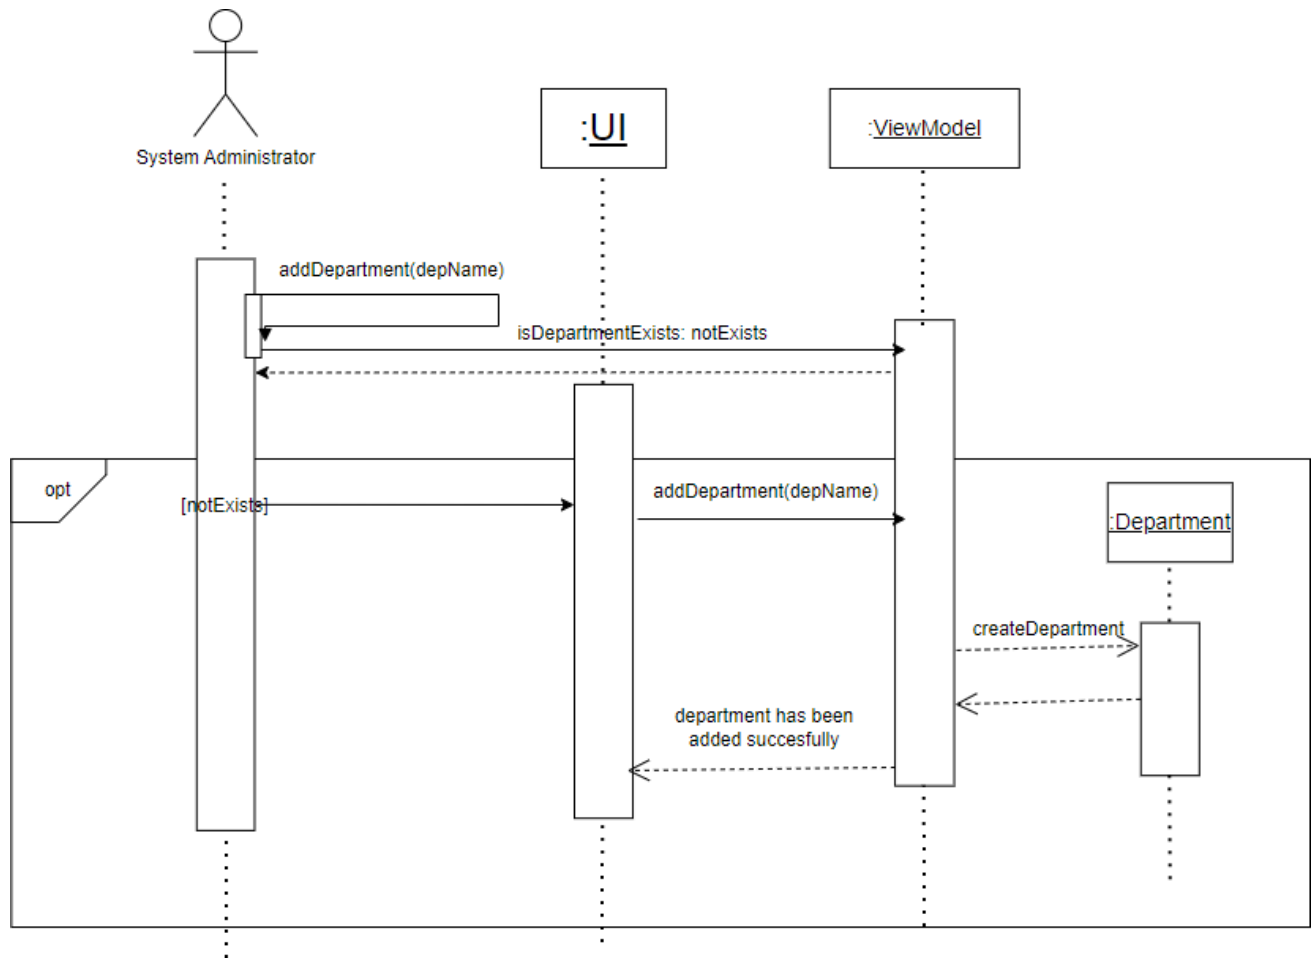 System Administrator
:UI
:ViewModel
addDepartment(depName)
isDepartmentExists: notExists
opt
[notExists]
addDepartment(depName)
:Department
createDepartment
department has been
added succesfully